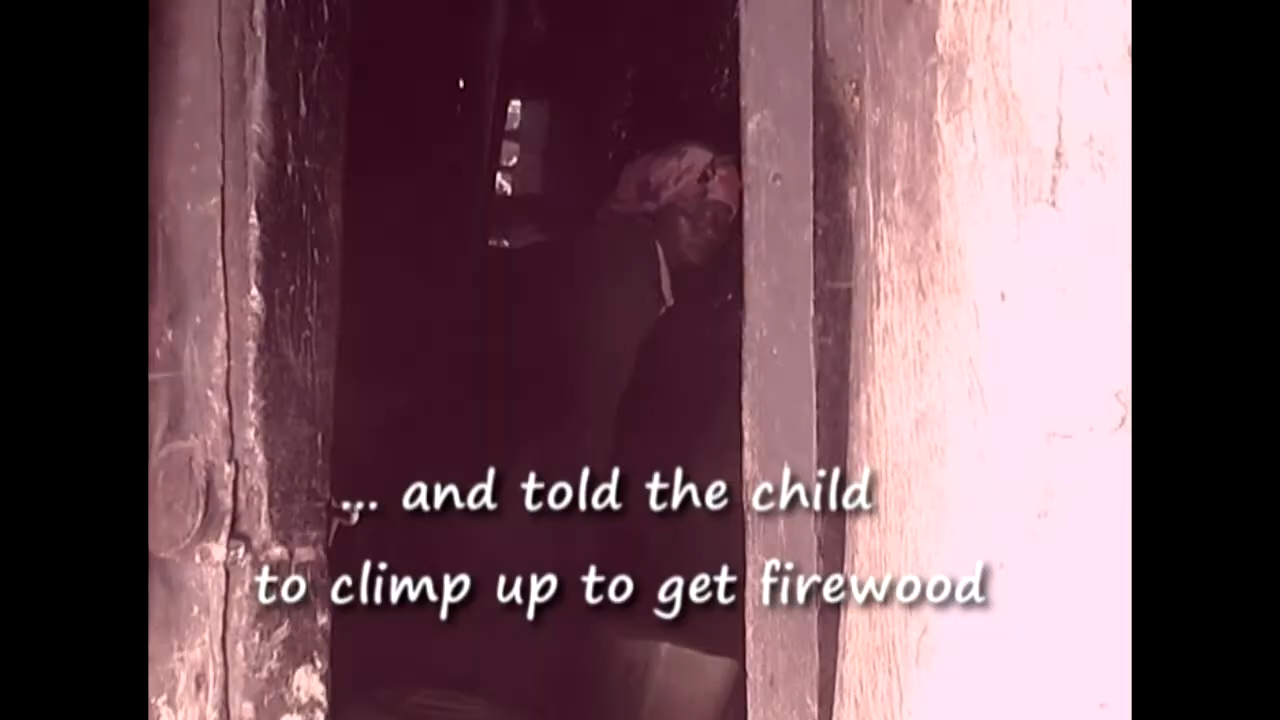 ... and told the child
to climp up to get firewood